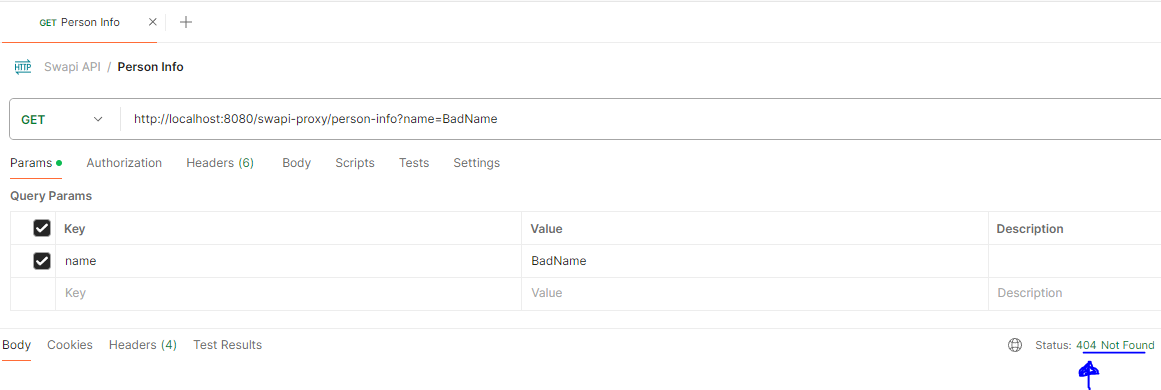 GET Person Info
HTTP Swapi API / Person Info
GET http://localhost:8080/swapi-proxy/person-info?name=BadName
Params Authorization Headers (6) Body Scripts Tests Settings
Query Params
Key Value Description
name BadName
Key Value Description
Body Cookies Headers (4) Test Results Status: 404 Not Found